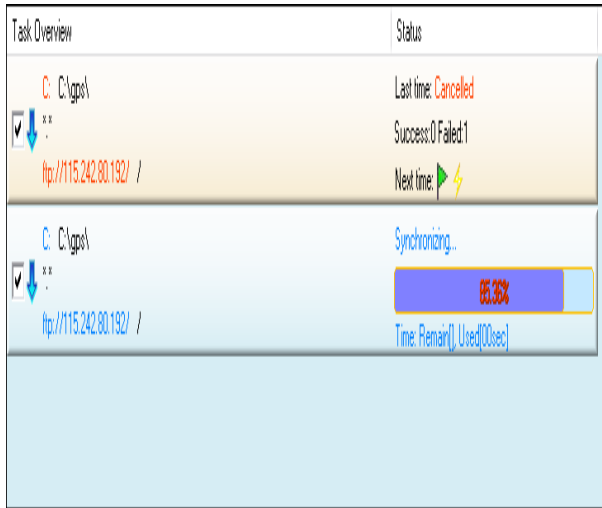 Task Overview Status
C: C:\gps\ Last time: Cancelled
*.* Success:0 Failed:1
ftp://115.242.80.192/ / Next time:
C: C:\gps\ Synchronizing...
*.*
85.36%
ftp://115.242.80.192/ / Time: Remain[], Used[00sec]